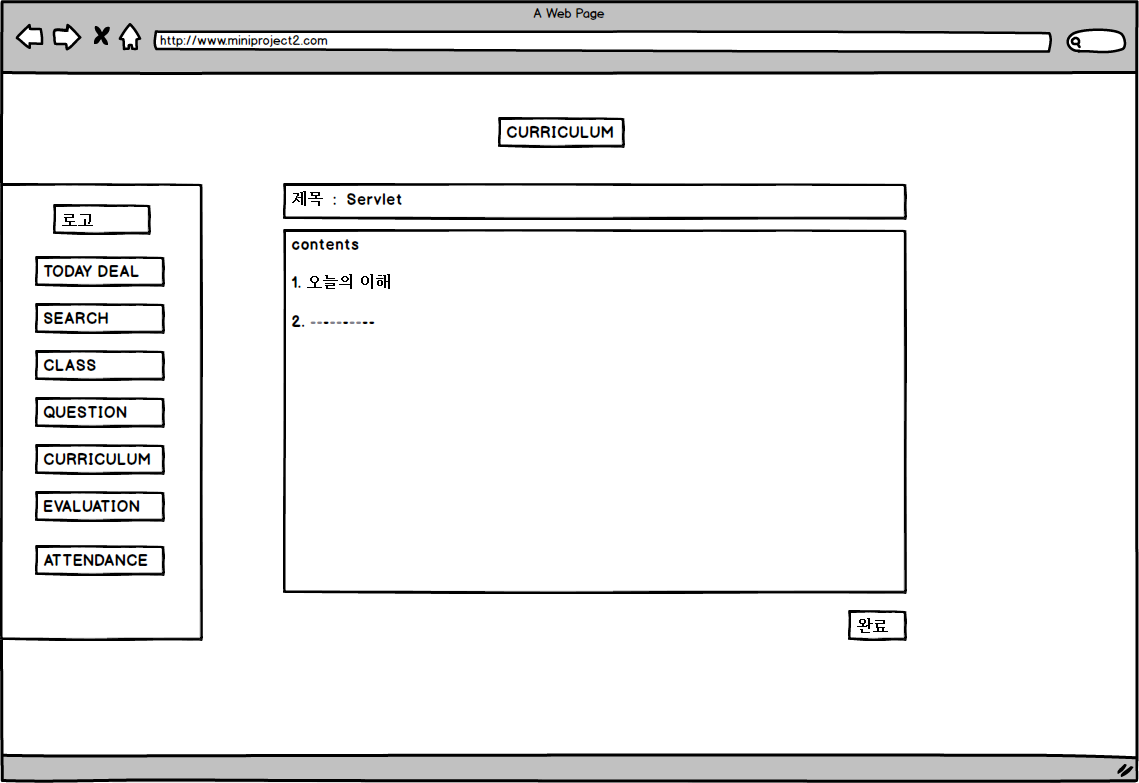 A Web Page
http://www.miniproject2.com
CURRICULUM
로고
TODAY DEAL
SEARCH
CLASS
QUESTION
CURRICULUM
EVALUATION
ATTENDANCE
제목 : Servlet
contents
1. 오늘의 이해
2. ----------
완료